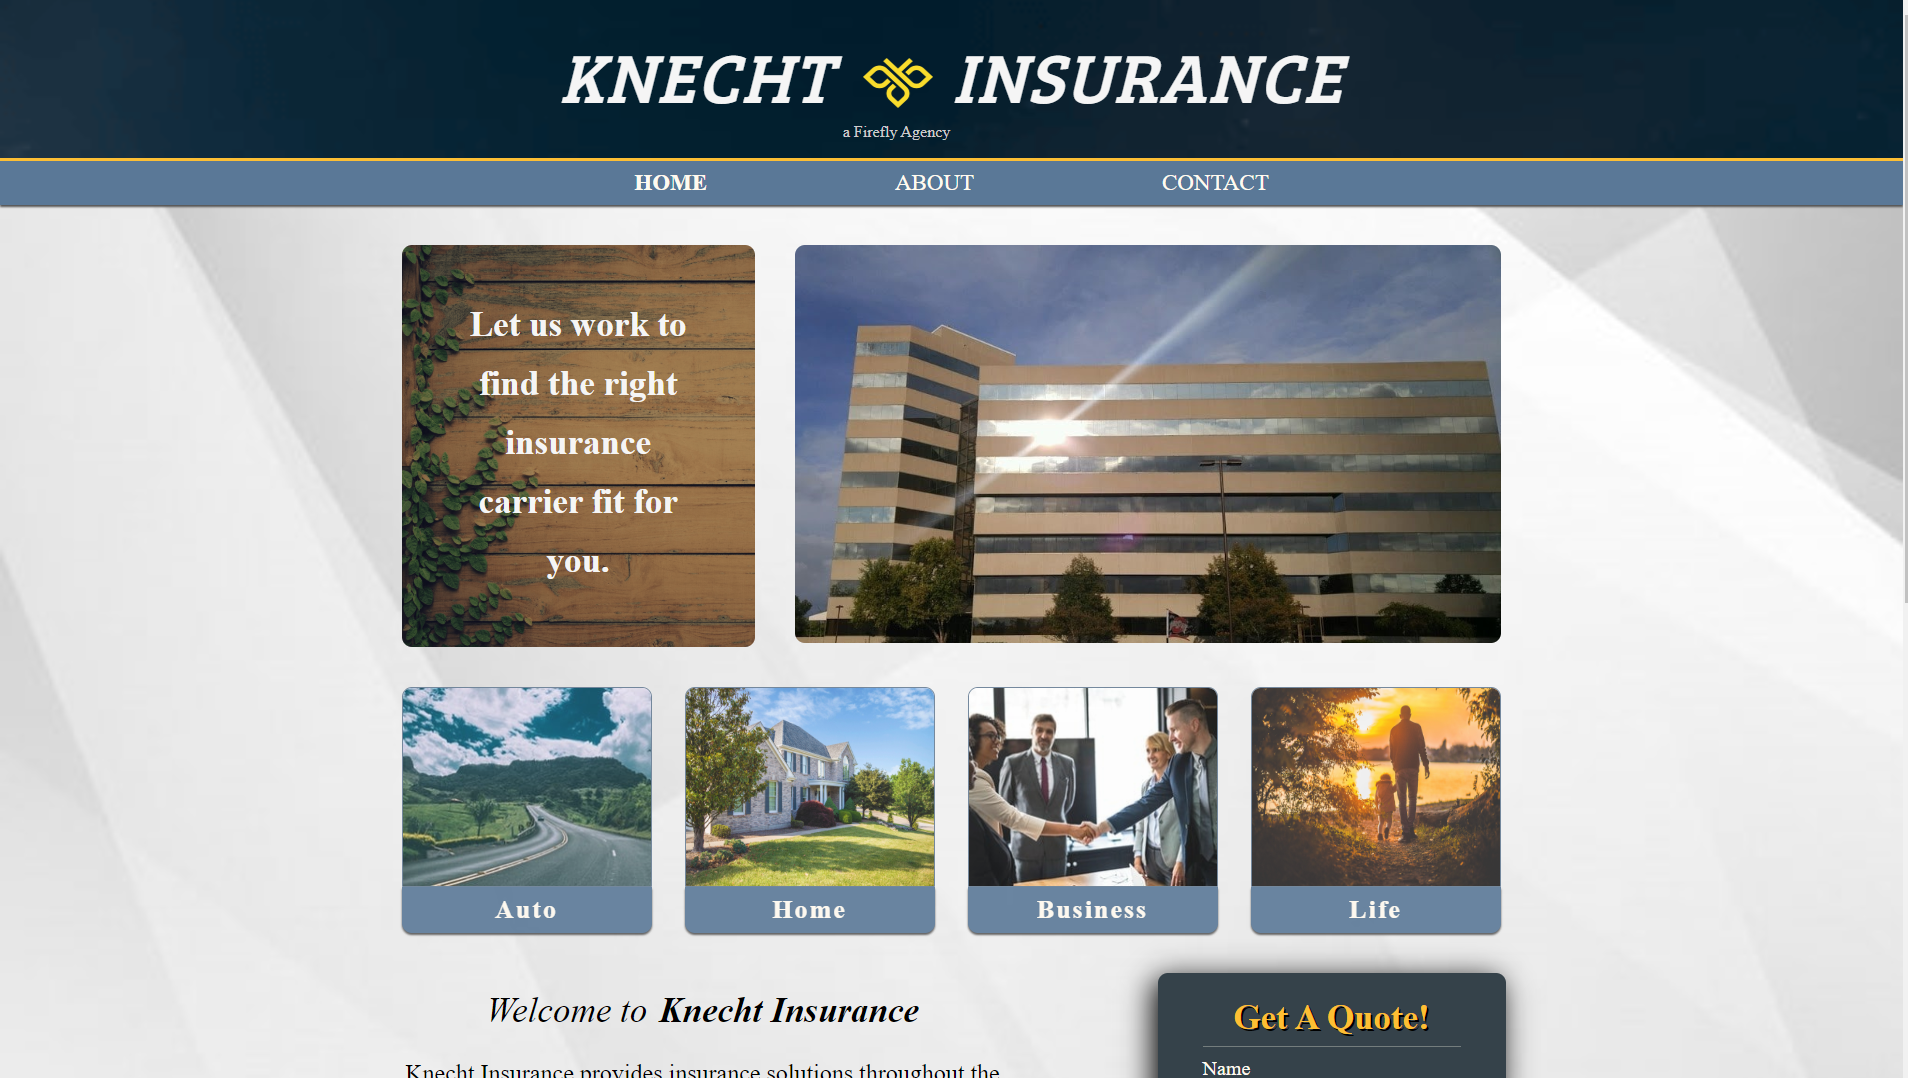 KNECHT INSURANCE
a Firefly Agency
HOME ABOUT CONTACT
Let us work to
find the right
insurance
carrier fit for
you.
Auto Home Business Life
Welcome to Knecht Insurance
Get A Quote!
Knecht Insurance provides insurance solutions throughout the
Name